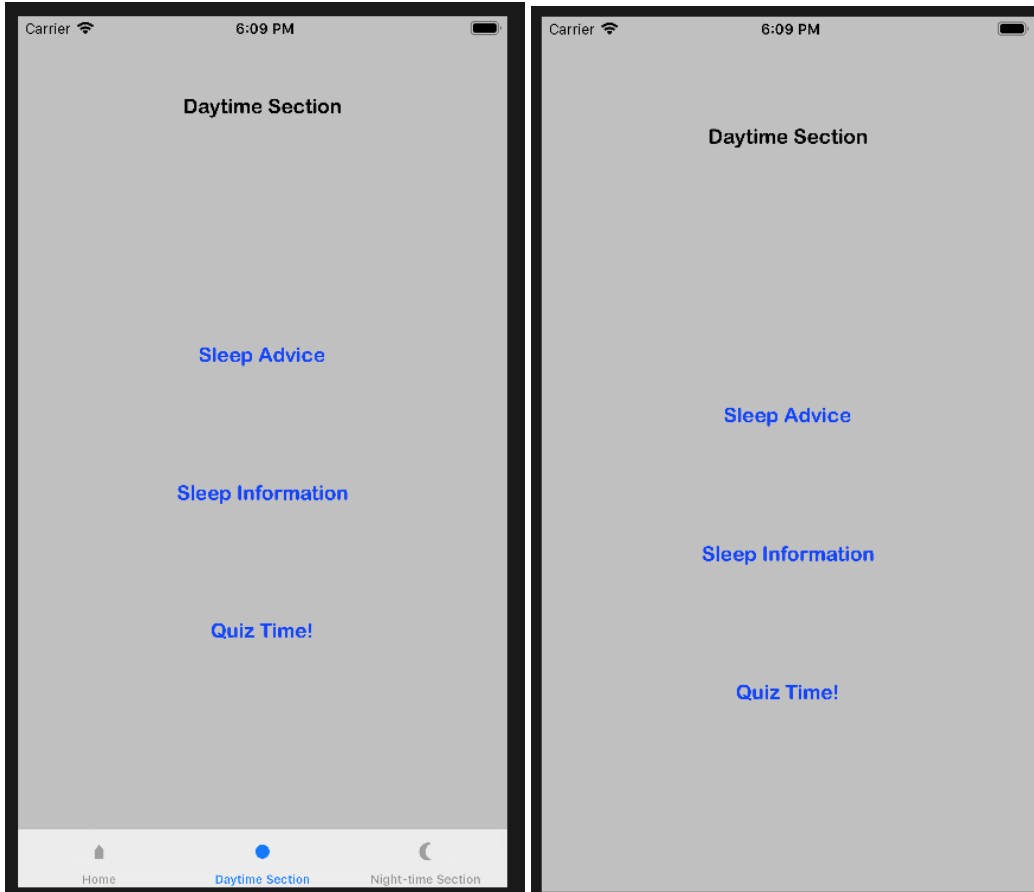 Carrier 6:09 PM
Daytime Section
Sleep Advice
Sleep Information
Quiz Time!
Home Daytime Section Night-time Section
Carrier 6:09 PM
Daytime Section
Sleep Advice
Sleep Information
Quiz Time!